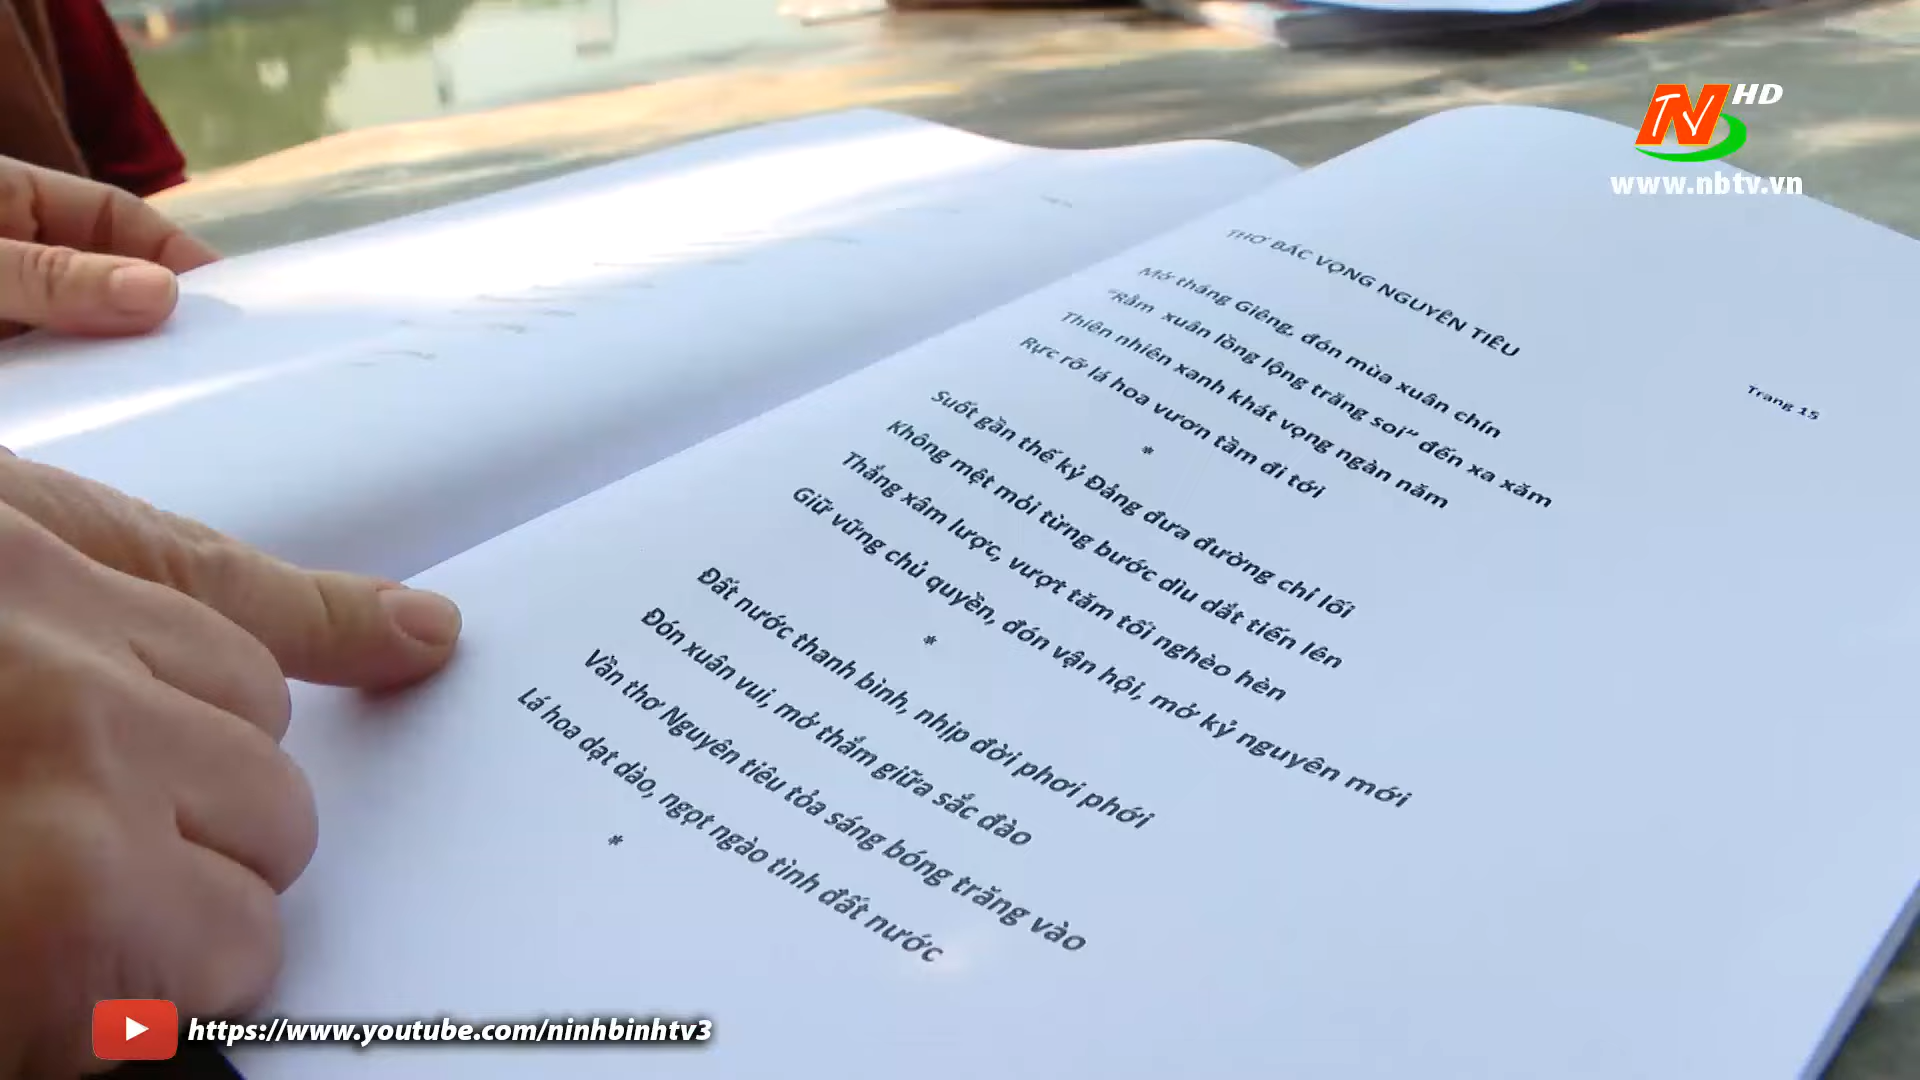 NTV HD
www.nbtv.vn
THƠ BÁC VỌNG NGUYÊN TIÊU
Mở tháng Giêng, đón mùa xuân chín
"Rằm xuân lồng lộng trăng soi" đến xa xăm
Thiên nhiên xanh khát vọng ngàn năm
Rực rỡ lá hoa vươn tầm đi tới
*
Suốt gần thế kỷ Đảng đưa đường chỉ lối
Không mệt mỏi từng bước dìu dắt tiến lên
Thắng xâm lược, vượt tăm tối nghèo hèn
Giữ vững chủ quyền, đón vận hội, mở kỷ nguyên mới
*
Đất nước thanh bình, nhịp đời phơi phới
Đón xuân vui, mở thắm giữa sắc đào
Vần thơ Nguyên tiêu tỏa sáng bóng trăng vào
Lá hoa dạt dào, ngọt ngào tình đất nước
*
Trang 15
https://www.youtube.com/ninhbinhtv3